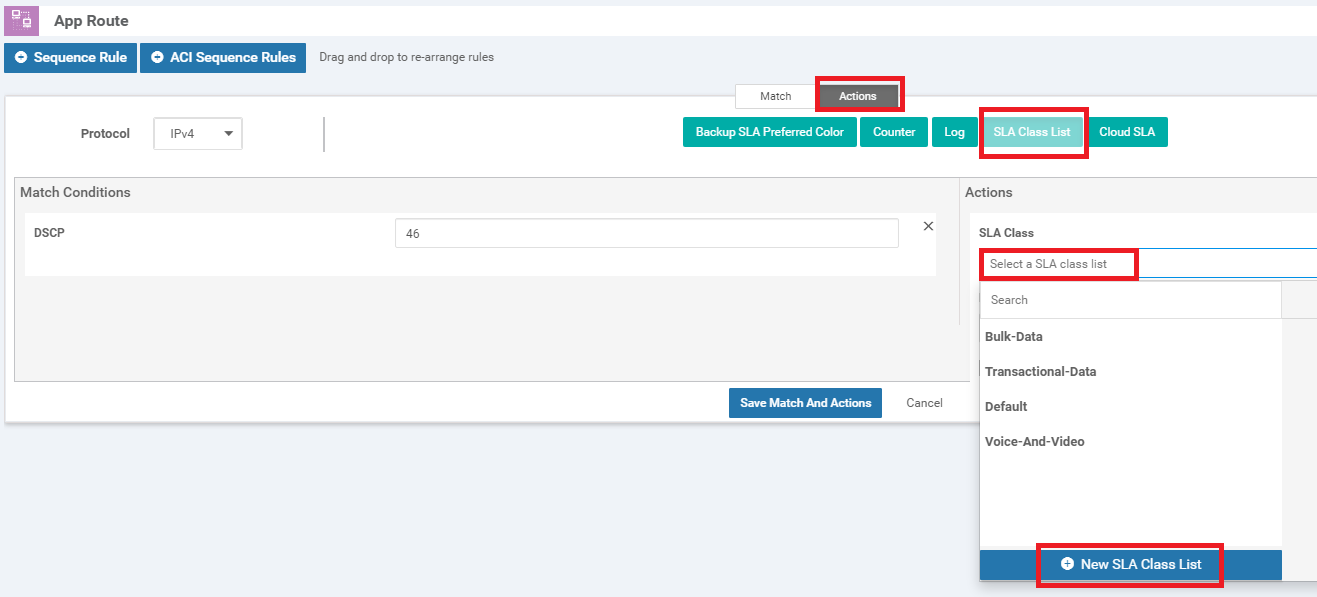 App Route
Sequence Rule ACI Sequence Rules Drag and drop to re-arrange rules
Match Actions
Protocol IPv4 Backup SLA Preferred Color Counter Log SLA Class List Cloud SLA
Match Conditions Actions
DSCP 46 SLA Class
Select a SLA class list
Search
Bulk-Data
Transactional-Data
Default
Save Match And Actions Cancel
Voice-And-Video
New SLA Class List